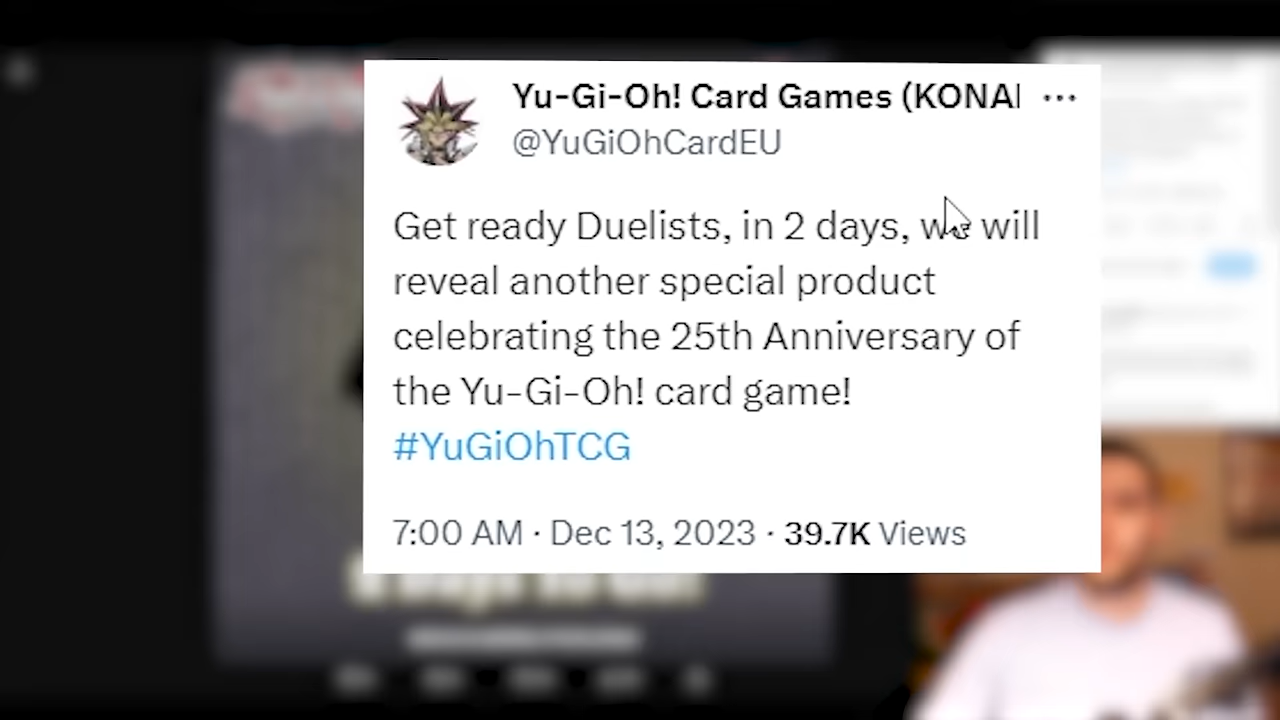 Yu-Gi-Oh! Card Games (KONA
@YuGiOhCardEU
Get ready Duelists, in 2 days, we will
reveal another special product
celebrating the 25th Anniversary of
the Yu-Gi-Oh! card game!
#YuGiOhTCG
7:00 AM · Dec 13, 2023 · 39.7K Views